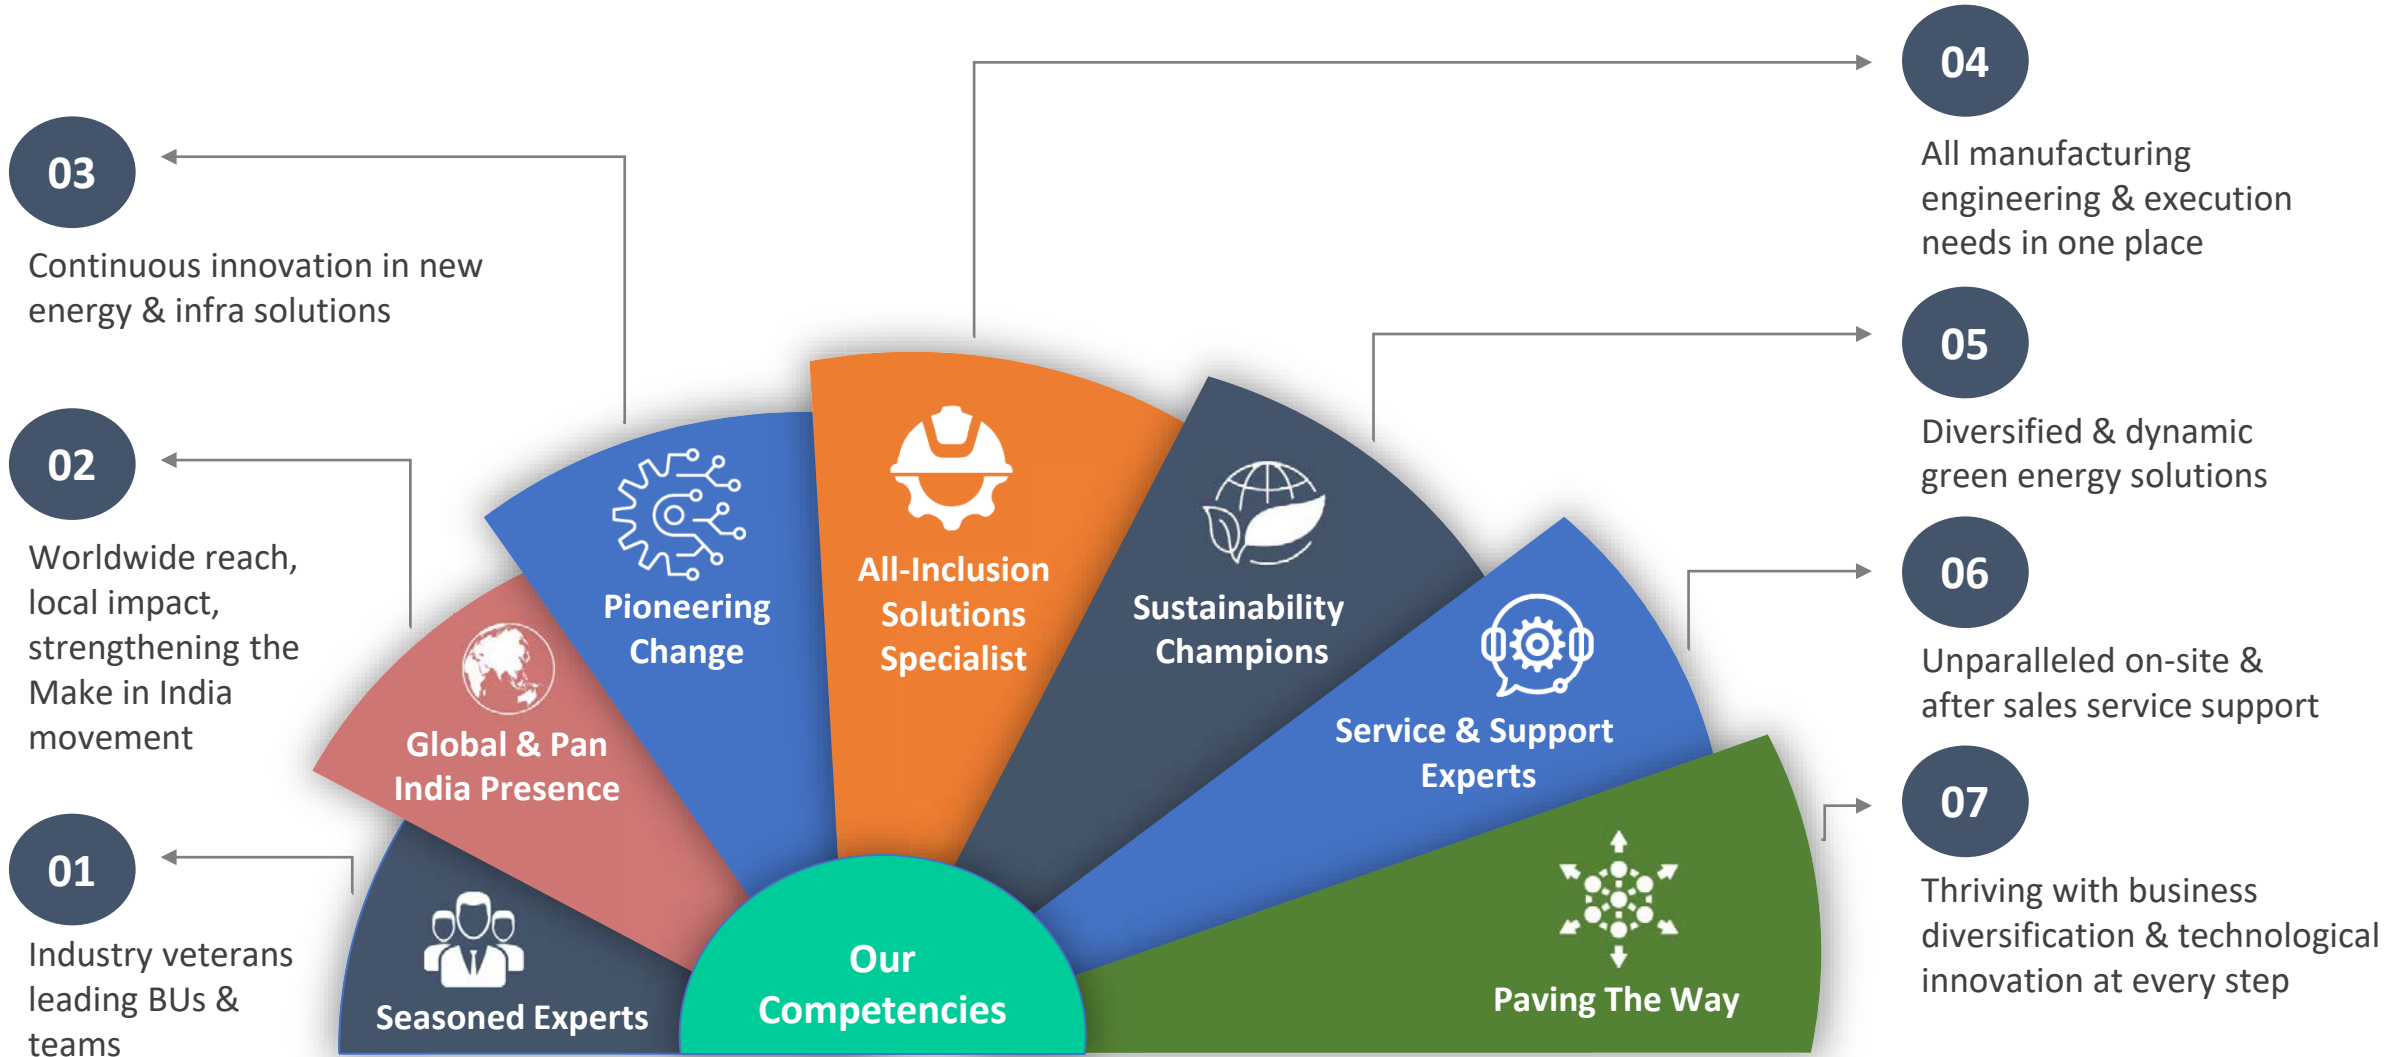 03
Continuous innovation in new
energy & infra solutions
02
Worldwide reach,
local impact,
strengthening the
Make in India
movement
01
Industry veterans
leading BUs &
teams
Seasoned Experts
Global & Pan
India Presence
Pioneering
Change
All-Inclusion
Solutions
Specialist
Sustainability
Champions
Service & Support
Experts
Paving The Way
Our
Competencies
04
All manufacturing
engineering & execution
needs in one place
05
Diversified & dynamic
green energy solutions
06
Unparalleled on-site &
after sales service support
07
Thriving with business
diversification & technological
innovation at every step